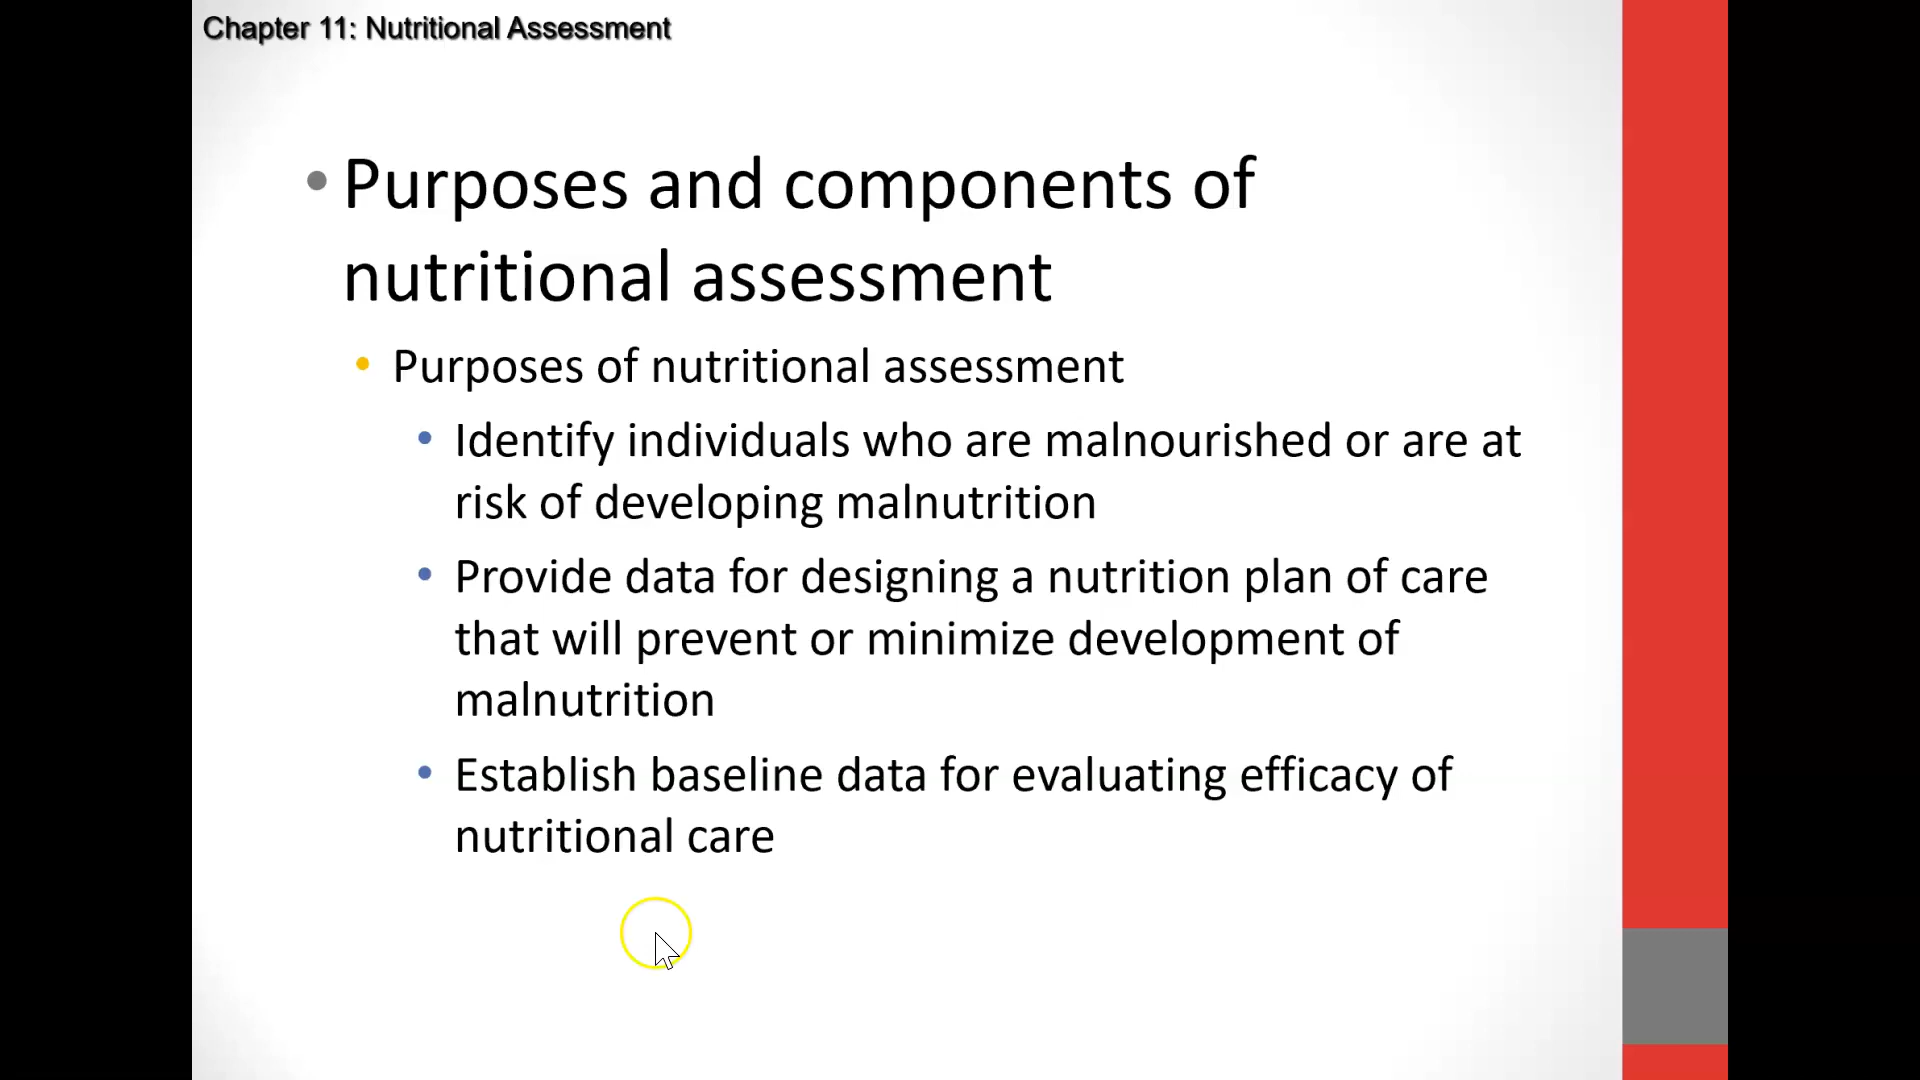 Chapter 11: Nutritional Assessment
• Purposes and components of
nutritional assessment
• Purposes of nutritional assessment
• Identify individuals who are malnourished or are at
risk of developing malnutrition
• Provide data for designing a nutrition plan of care
that will prevent or minimize development of
malnutrition
• Establish baseline data for evaluating efficacy of
nutritional care